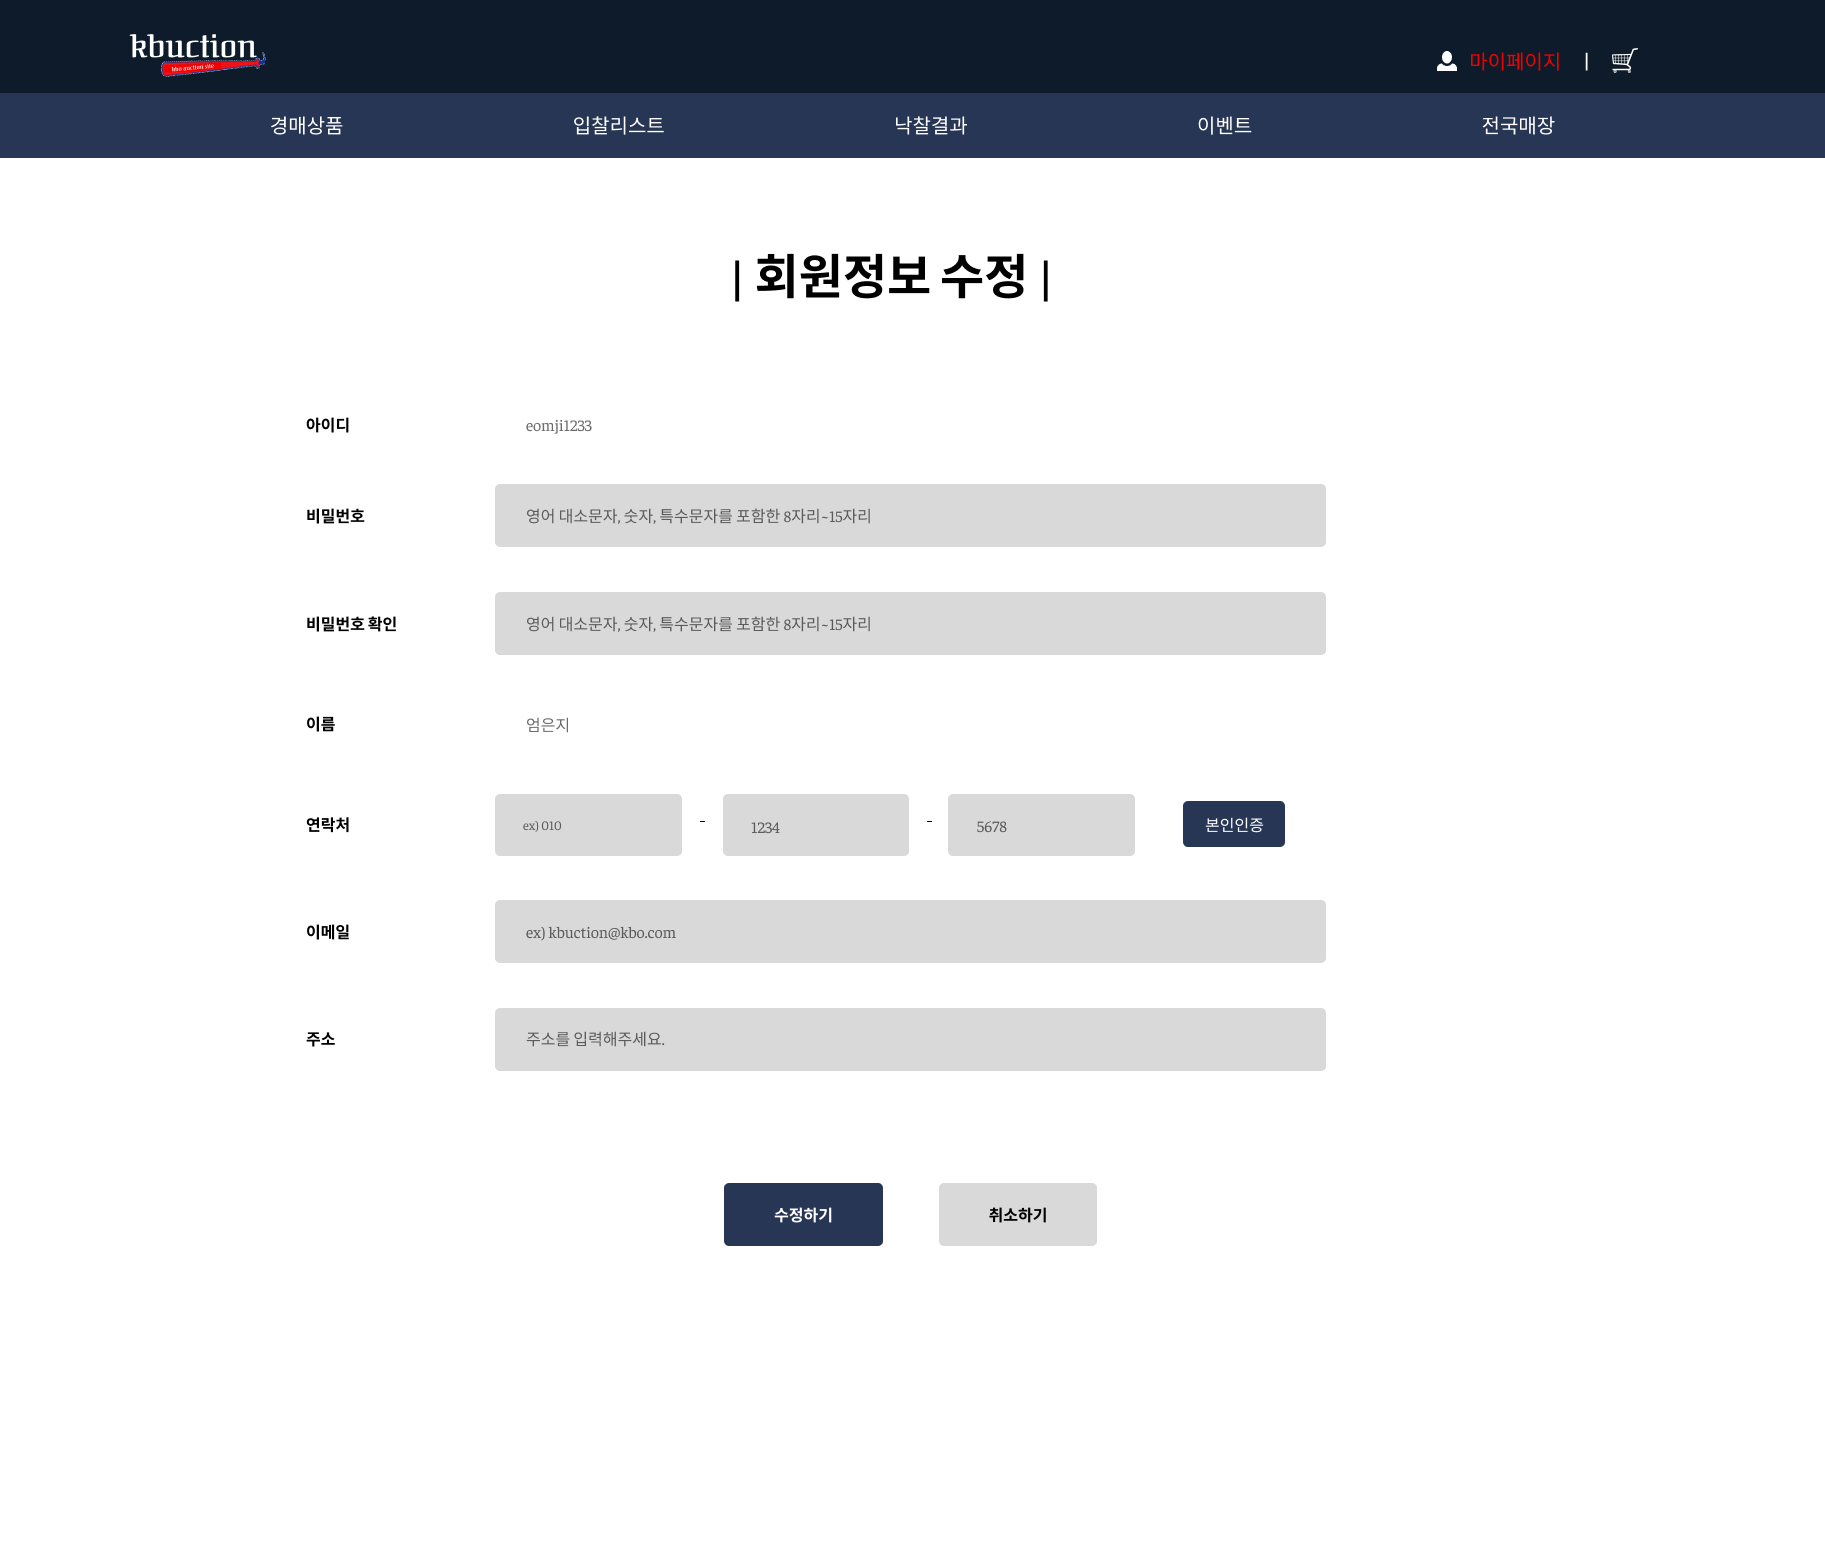 kbuction
kbo auction site
마이페이지 |
경매상품 입찰리스트 낙찰결과 이벤트 전국매장
| 회원정보 수정 |
아이디 eomji1233
비밀번호 영어 대소문자, 숫자, 특수문자를 포함한 8자리~15자리
비밀번호 확인 영어 대소문자, 숫자, 특수문자를 포함한 8자리~15자리
이름 엄은지
연락처 ex) 010 - 1234 - 5678 본인인증
이메일 ex) kbuction@kbo.com
주소 주소를 입력해주세요.
수정하기 취소하기